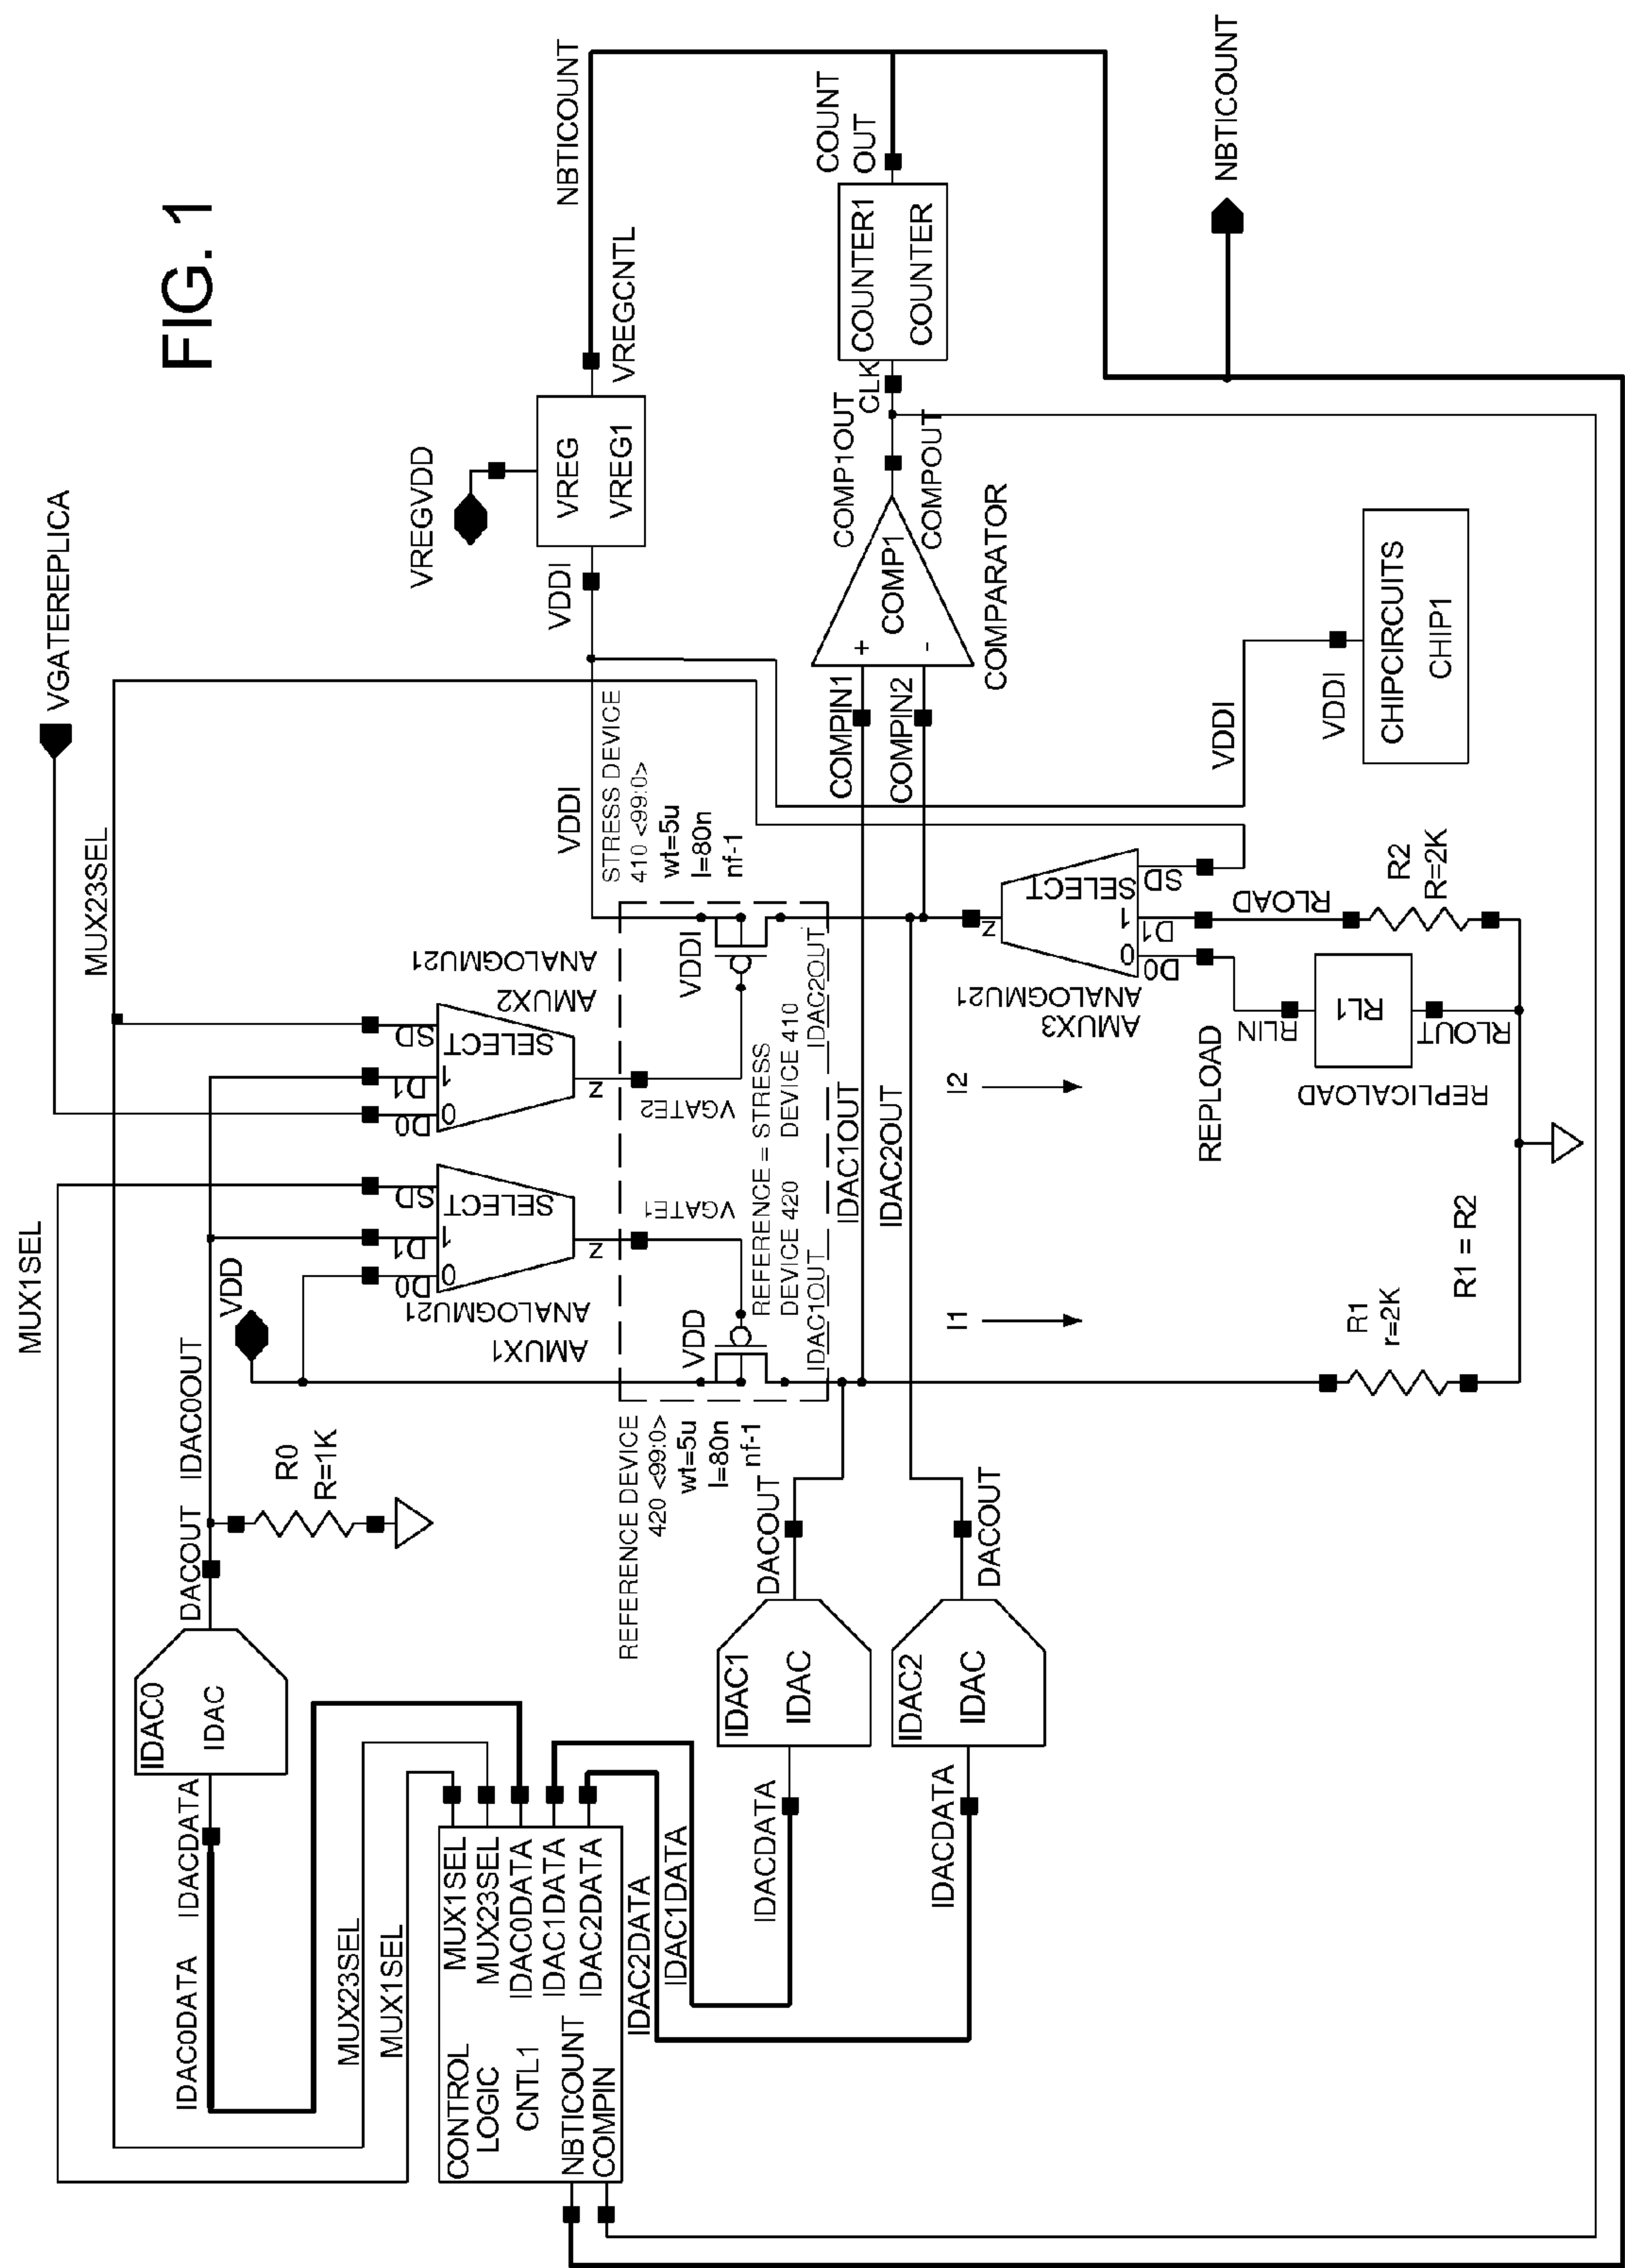 FIG. 1
MUX1SEL
MUX23SEL
VGATEREPLICA
IDAC0
IDAC
IDACDATA
IDAC0DATA
DACOUT
IDAC0OUT
R0
R=1K
VDD
MUX23SEL
MUX1SEL
CONTROL
LOGIC
CNTL1
NBTICOUNT
COMPIN
MUX1SEL
MUX23SEL
IDAC0DATA
IDAC1DATA
IDAC2DATA
IDAC2DATA
IDAC1DATA
D0
D1
SD
0
1
SELECT
z
ANALOGMU21
AMUX1
D0
D1
SD
0
1
SELECT
z
ANALOGMU21
AMUX2
VGATE1
VGATE2
REFERENCE DEVICE
420 <99:0>
wt=5u
l=80n
nf-1
VDD
REFERENCE = STRESS
DEVICE 420 DEVICE 410
IDAC1OUT
IDAC2OUT
VDDI
STRESS DEVICE
410 <99:0>
wt=5u
l=80n
nf-1
VDDI
VDDI
VREGVDD
VREG
VREG1
VREGCNTL
NBTICOUNT
IDAC1
IDAC
IDACDATA
DACOUT
IDAC2
IDAC
IDACDATA
DACOUT
IDAC1OUT
IDAC2OUT
COMPIN1
COMPIN2
+
-
COMP1
COMPARATOR
COMP1OUT
COMPOUT
CLK
COUNTER1
COUNTER
COUNT
OUT
NBTICOUNT
I1
I2
z
SELECT
SD
1
D1
0
D0
ANALOGMU21
AMUX3
REPLOAD
RLIN
RL1
RLOUT
REPLICALOAD
RLOAD
R2
R=2K
R1
r=2K
R1 = R2
VDDI
VDDI
CHIPCIRCUITS
CHIP1